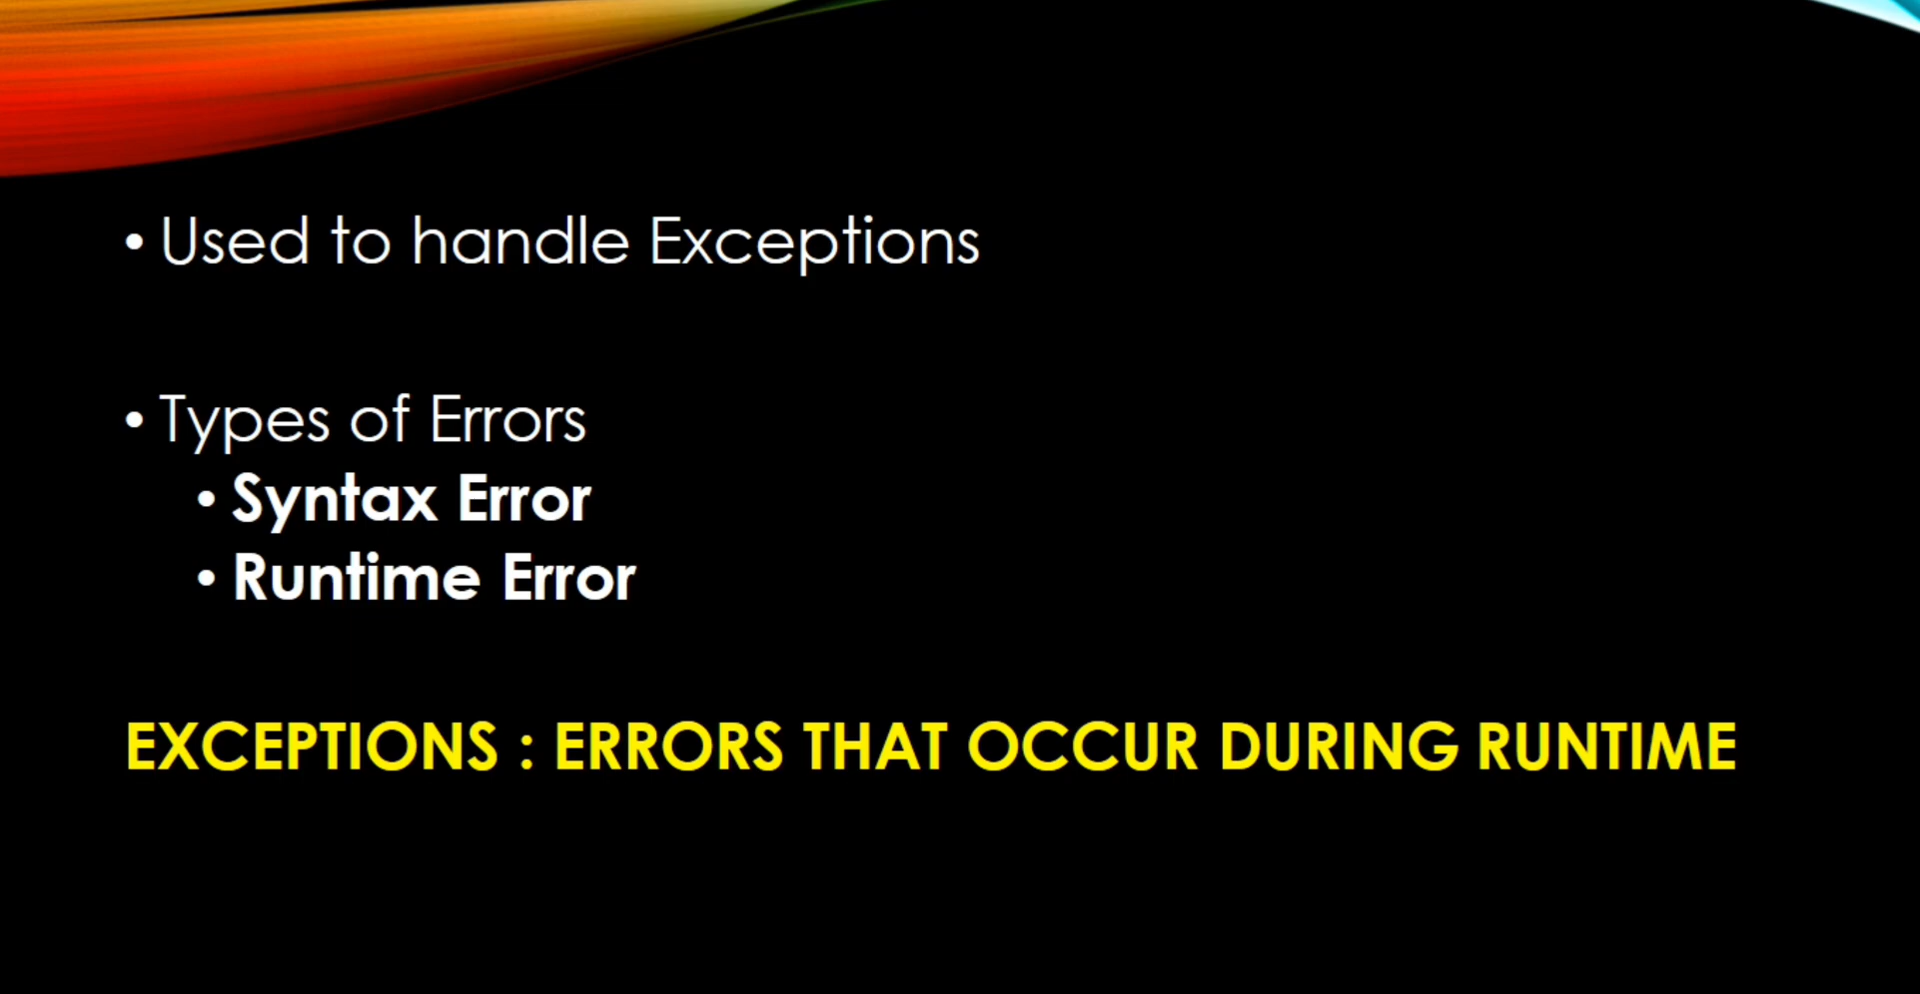 • Used to handle Exceptions
• Types of Errors
• Syntax Error
• Runtime Error
EXCEPTIONS : ERRORS THAT OCCUR DURING RUNTIME